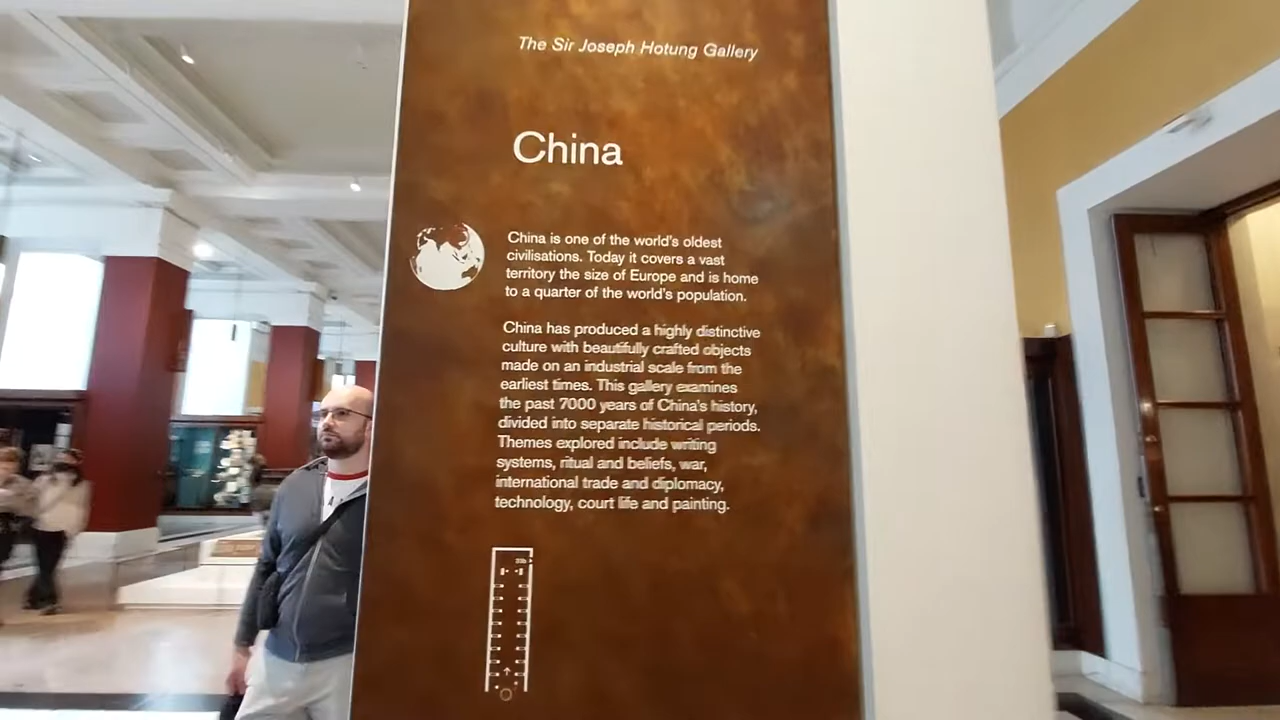 The Sir Joseph Hotung Gallery
China
China is one of the world's oldest
civilisations. Today it covers a vast
territory the size of Europe and is home
to a quarter of the world's population.
China has produced a highly distinctive
culture with beautifully crafted objects
made on an industrial scale from the
earliest times. This gallery examines
the past 7000 years of China's history,
divided into separate historical periods.
Themes explored include writing
systems, ritual and beliefs, war,
international trade and diplomacy,
technology, court life and painting.
33b